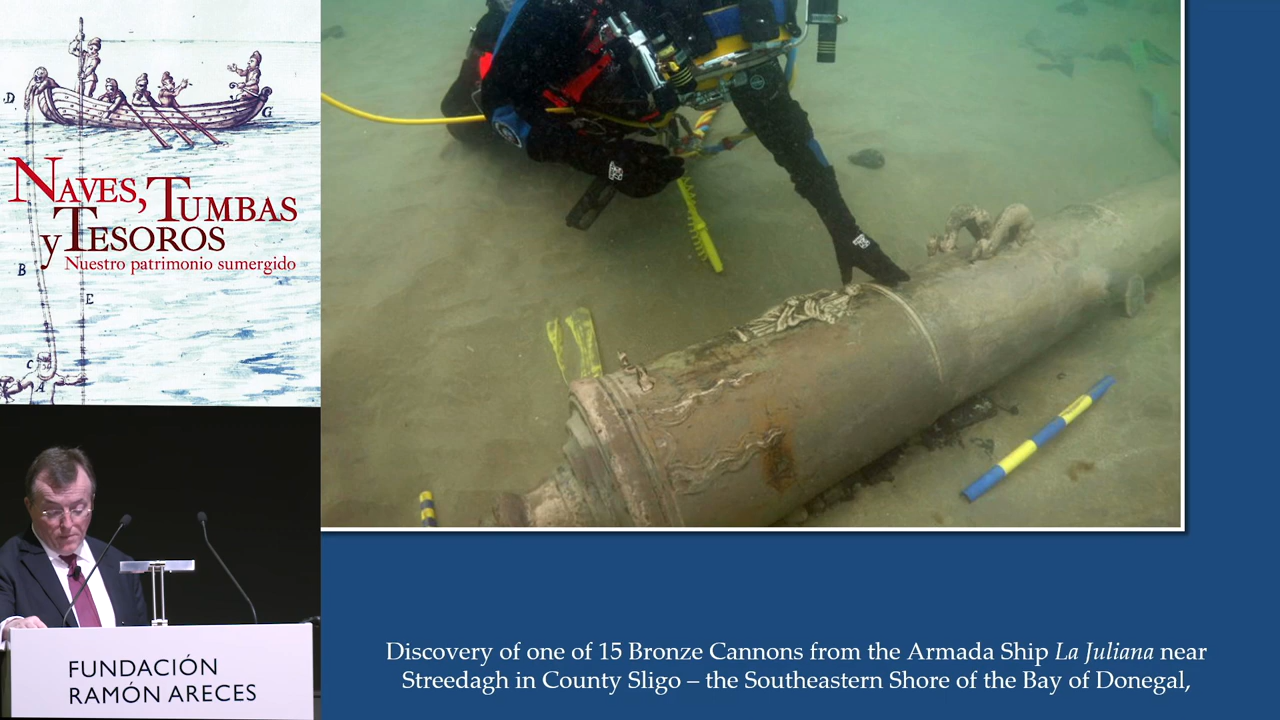 D
G
NAVES, TUMBAS
y TESOROS
Nuestro patrimonio sumergido
B
E
C
A
FUNDACIÓN
RAMÓN ARECES
Discovery of one of 15 Bronze Cannons from the Armada Ship La Juliana near
Streedagh in County Sligo – the Southeastern Shore of the Bay of Donegal,